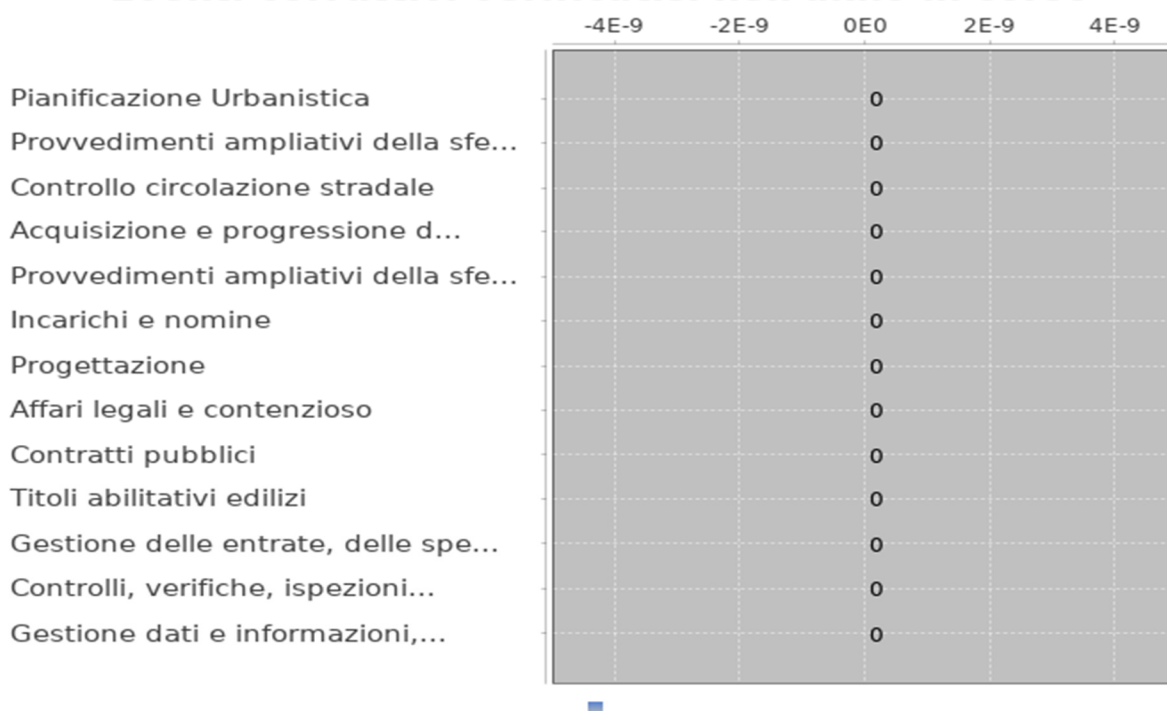 -4E-9 -2E-9 0E0 2E-9 4E-9
Pianificazione Urbanistica 0
Provvedimenti ampliativi della sfe... 0
Controllo circolazione stradale 0
Acquisizione e progressione d... 0
Provvedimenti ampliativi della sfe... 0
Incarichi e nomine 0
Progettazione 0
Affari legali e contenzioso 0
Contratti pubblici 0
Titoli abilitativi edilizi 0
Gestione delle entrate, delle spe... 0
Controlli, verifiche, ispezioni... 0
Gestione dati e informazioni,... 0